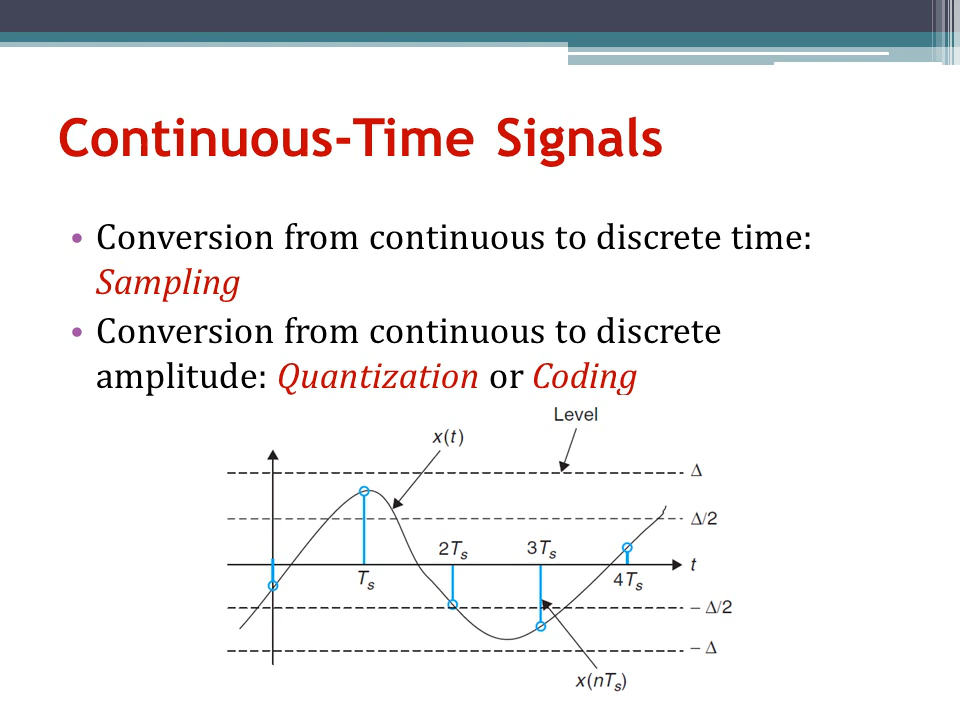 Continuous-Time Signals
• Conversion from continuous to discrete time:
Sampling
• Conversion from continuous to discrete
amplitude: Quantization or Coding
Level
x(t)
Δ
Δ/2
2Ts
3Ts
t
Ts
4Ts
– Δ/2
– Δ
x(nTs)